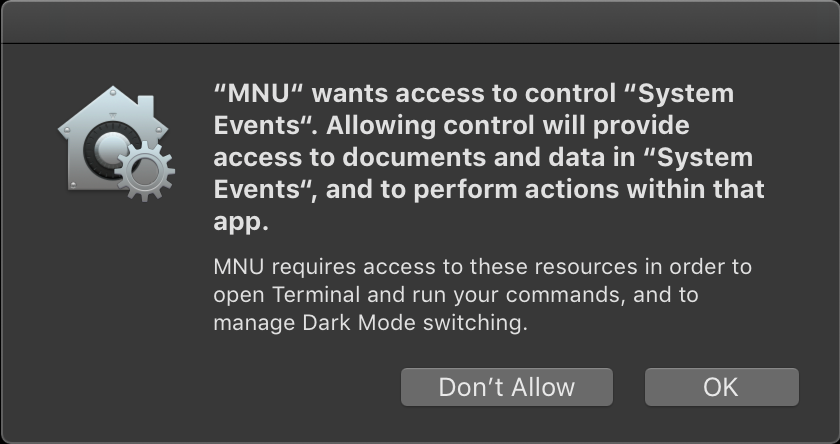 “MNU“ wants access to control “System
Events“. Allowing control will provide
access to documents and data in “System
Events“, and to perform actions within that
app.
MNU requires access to these resources in order to
open Terminal and run your commands, and to
manage Dark Mode switching.
Don’t Allow
OK